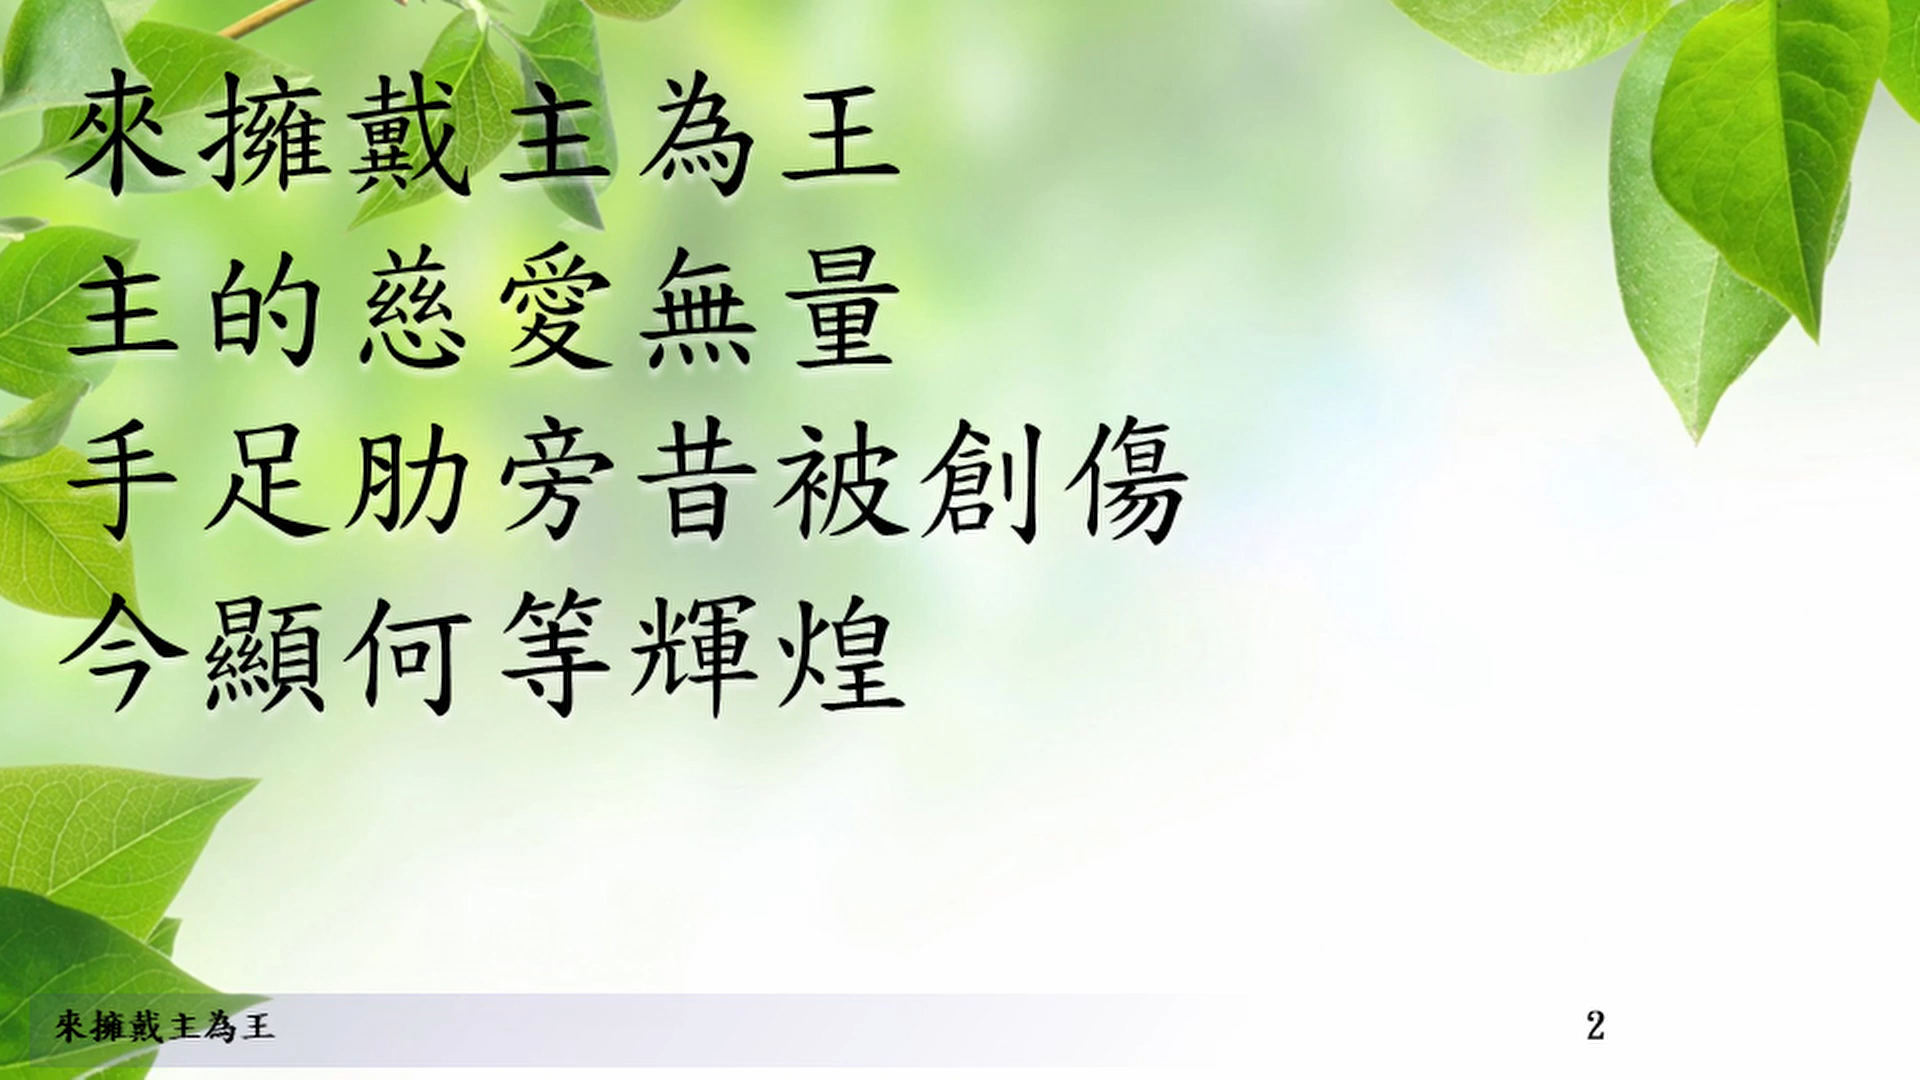 來擁戴主為王
主的慈愛無量
手足肋旁昔被創傷
今顯何等輝煌
來擁戴主為王
2